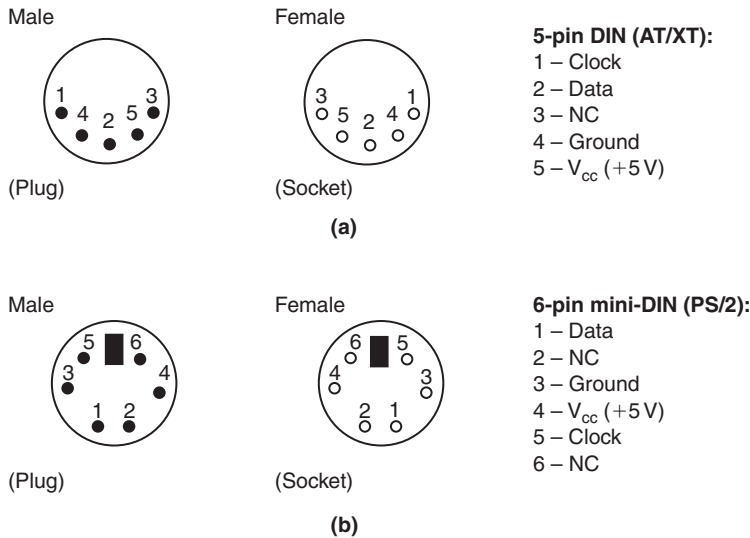 Male
Female
5-pin DIN (AT/XT):
1 3
4 2 5
3 1
5 2 4
1 – Clock
2 – Data
3 – NC
4 – Ground
5 – Vcc (+5 V)
(Plug)
(Socket)
(a)
Male
Female
6-pin mini-DIN (PS/2):
5 6
3 4
1 2
6 5
4 3
2 1
1 – Data
2 – NC
3 – Ground
4 – Vcc (+5 V)
5 – Clock
6 – NC
(Plug)
(Socket)
(b)